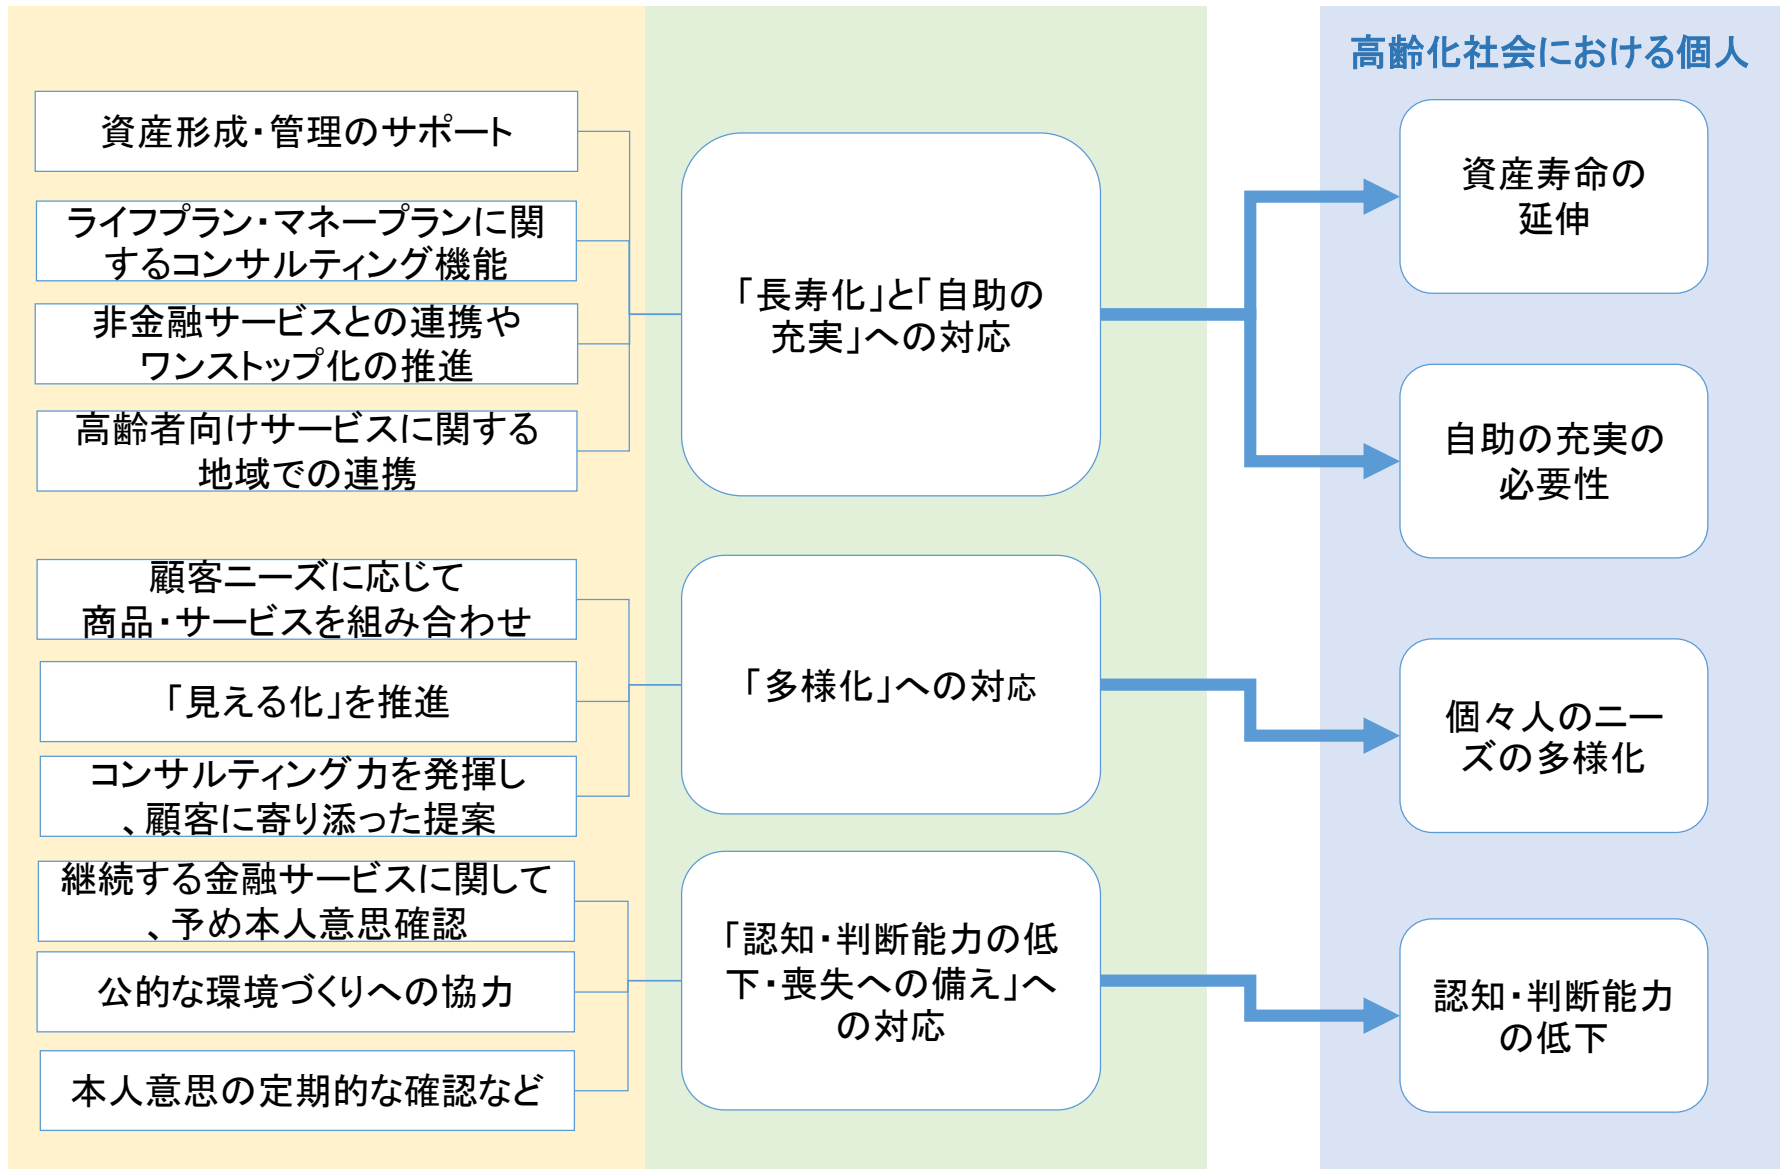 高齢化社会における個人
資産形成・管理のサポート
ライフプラン・マネープランに関
するコンサルティング機能
非金融サービスとの連携や
ワンストップ化の推進
高齢者向けサービスに関する
地域での連携
顧客ニーズに応じて
商品・サービスを組み合わせ
「見える化」を推進
コンサルティング力を発揮し
、顧客に寄り添った提案
継続する金融サービスに関して
、予め本人意思確認
公的な環境づくりへの協力
本人意思の定期的な確認など
「長寿化」と「自助の
充実」への対応
「多様化」への対応
「認知・判断能力の低
下・喪失への備え」へ
の対応
資産寿命の
延伸
自助の充実の
必要性
個々人のニー
ズの多様化
認知・判断能力
の低下